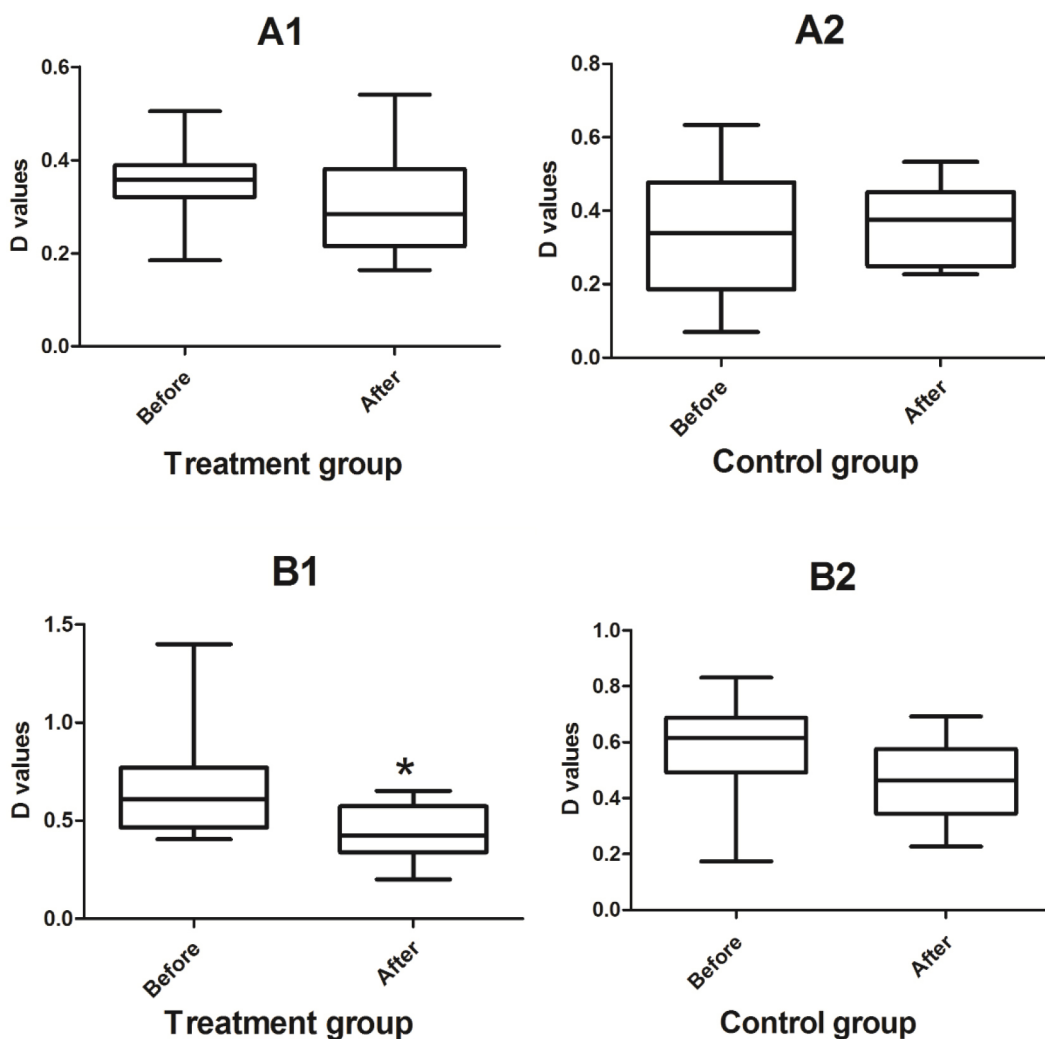 A1
0.6
0.4
0.2
0.0
D values
Before
After
Treatment group
A2
0.8
0.6
0.4
0.2
0.0
D values
Before
After
Control group
B1
1.5
1.0
0.5
0.0
D values
*
Before
After
Treatment group
B2
1.0
0.8
0.6
0.4
0.2
0.0
D values
Before
After
Control group